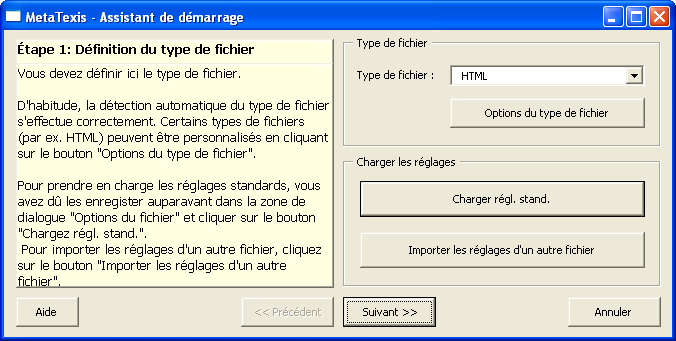 MetaTexis - Assistant de démarrage
Étape 1: Définition du type de fichier
Vous devez définir ici le type de fichier.
D'habitude, la détection automatique du type de fichier
s'effectue correctement. Certains types de fichiers
(par ex. HTML) peuvent être personnalisés en cliquant
sur le bouton "Options du type de fichier".
Pour prendre en charge les réglages standards, vous
avez dû les enregister auparavant dans la zone de
dialogue "Options du fichier" et cliquer sur le bouton
"Chargez régl. stand.".
Pour importer les réglages d'un autre fichier, cliquez
sur le bouton "Importer les réglages d'un autre
fichier".
Type de fichier
Type de fichier :
HTML
Options du type de fichier
Charger les réglages
Charger régl. stand.
Importer les réglages d'un autre fichier
Aide
<< Précédent
Suivant >>
Annuler